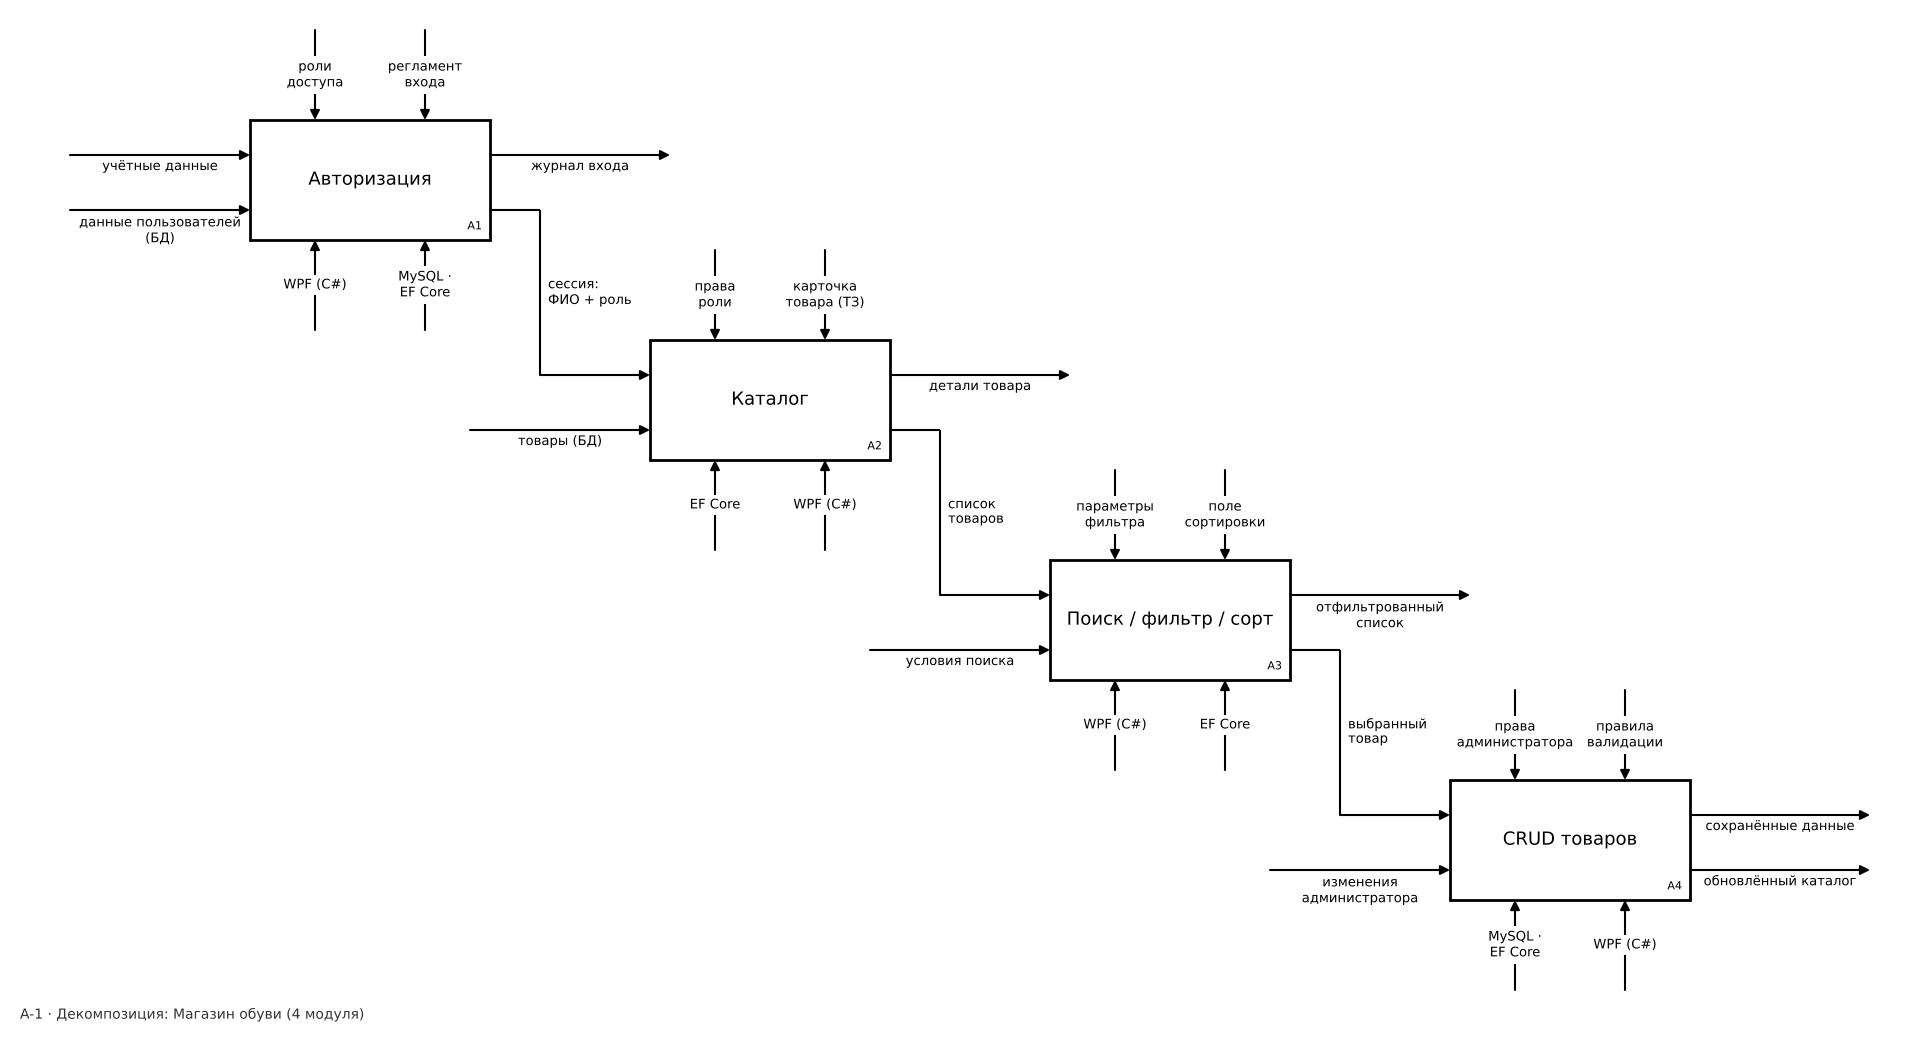 роли
доступа
регламент
входа
учётные данные
данные пользователей
(БД)
Авторизация
A1
журнал входа
WPF (C#)
MySQL ·
EF Core
сессия:
ФИО + роль
права
роли
карточка
товара (ТЗ)
товары (БД)
Каталог
A2
детали товара
EF Core
WPF (C#)
список
товаров
параметры
фильтра
поле
сортировки
условия поиска
Поиск / фильтр / сорт
A3
отфильтрованный
список
WPF (C#)
EF Core
выбранный
товар
права
администратора
правила
валидации
изменения
администратора
CRUD товаров
A4
сохранённые данные
обновлённый каталог
MySQL ·
EF Core
WPF (C#)
A-1 · Декомпозиция: Магазин обуви (4 модуля)